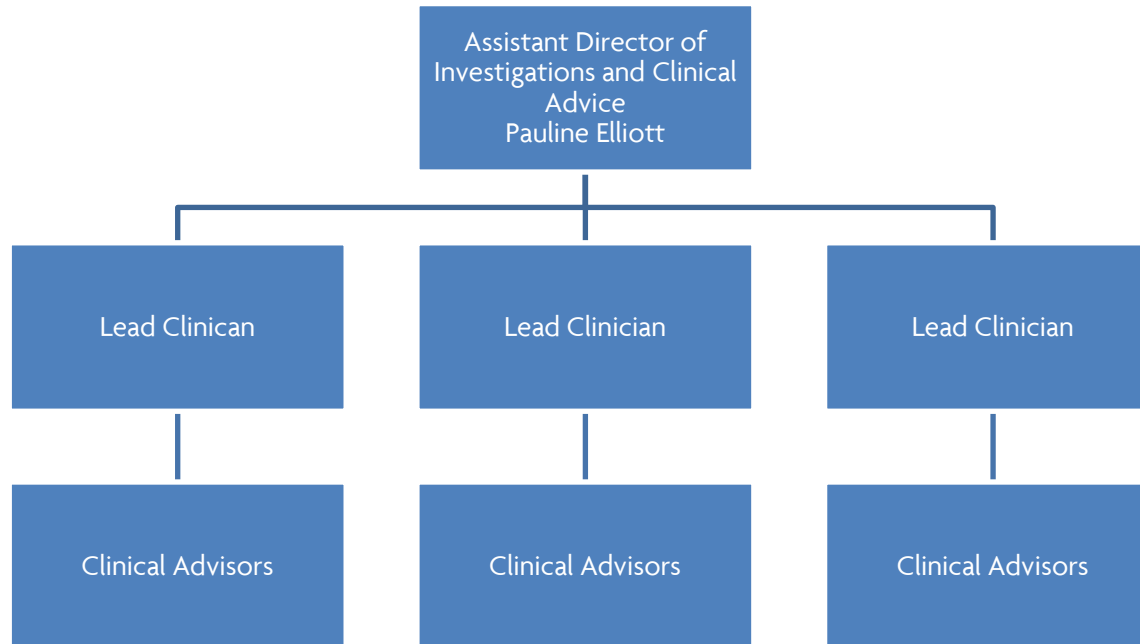 Assistant Director of
Investigations and Clinical
Advice
Pauline Elliott
Lead Clinican
Lead Clinician
Lead Clinician
Clinical Advisors
Clinical Advisors
Clinical Advisors